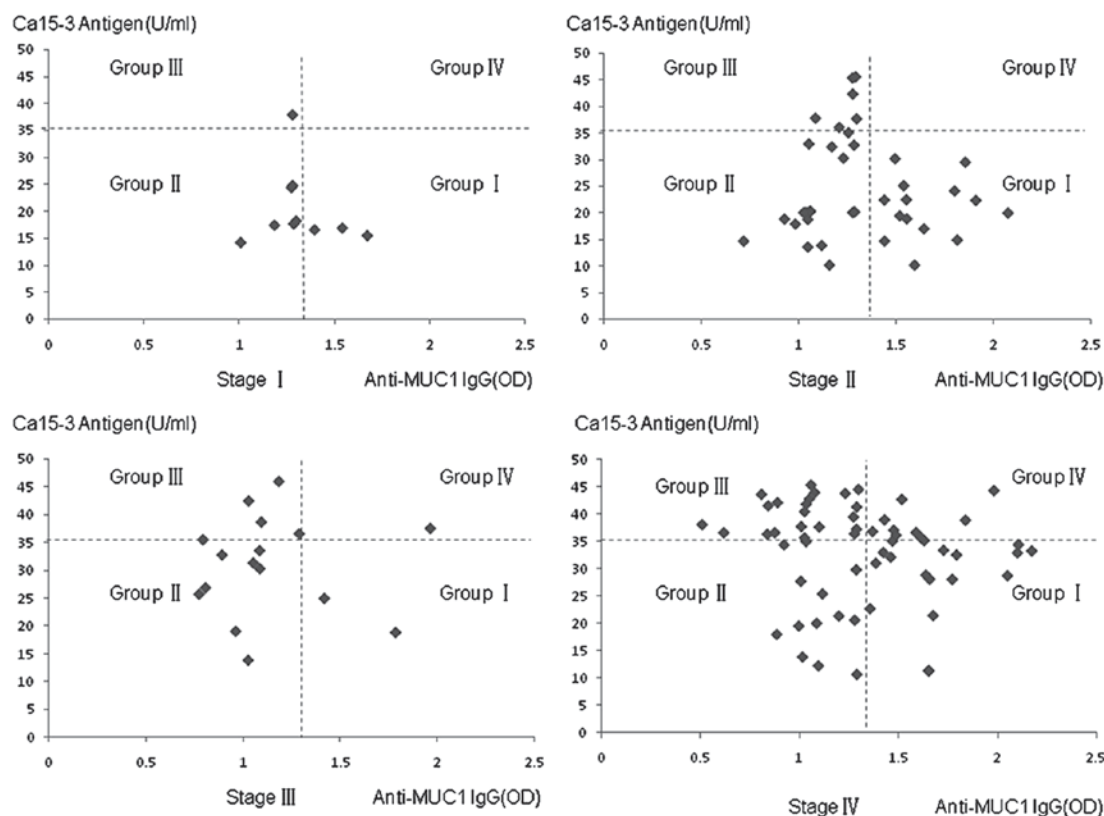 Ca15-3 Antigen(U/ml)
50
45
40
35
30
25
20
15
10
5
0
Group Ⅲ
Group Ⅳ
Group Ⅱ
Group Ⅰ
0 0.5 1 1.5 2 2.5
Stage Ⅰ
Anti-MUC1 IgG(OD)
Ca15-3 Antigen(U/ml)
50
45
40
35
30
25
20
15
10
5
0
Group Ⅲ
Group Ⅳ
Group Ⅱ
Group Ⅰ
0 0.5 1 1.5 2 2.5
Stage Ⅱ
Anti-MUC1 IgG(OD)
Ca15-3 Antigen(U/ml)
50
45
40
35
30
25
20
15
10
5
0
Group Ⅲ
Group Ⅳ
Group Ⅱ
Group Ⅰ
0 0.5 1 1.5 2 2.5
Stage Ⅲ
Anti-MUC1 IgG(OD)
Ca15-3 Antigen(U/ml)
50
45
40
35
30
25
20
15
10
5
0
Group Ⅲ
Group Ⅳ
Group Ⅱ
Group Ⅰ
0 0.5 1 1.5 2 2.5
Stage Ⅳ
Anti-MUC1 IgG(OD)